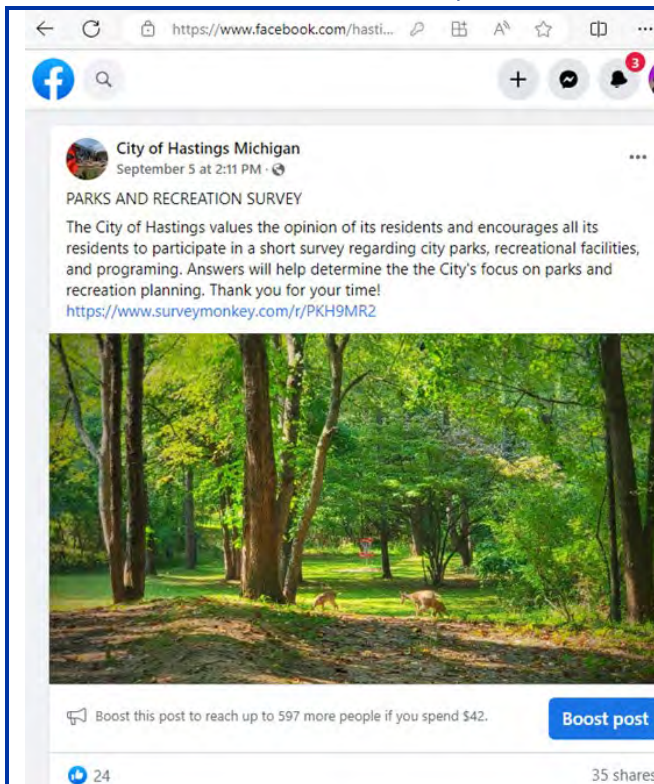 https://www.facebook.com/hasti...
3
City of Hastings Michigan
September 5 at 2:11 PM ·
PARKS AND RECREATION SURVEY
The City of Hastings values the opinion of its residents and encourages all its
residents to participate in a short survey regarding city parks, recreational facilities,
and programing. Answers will help determine the the City's focus on parks and
recreation planning. Thank you for your time!
https://www.surveymonkey.com/r/PKH9MR2
Boost this post to reach up to 597 more people if you spend $42.
Boost post
24
35 shares